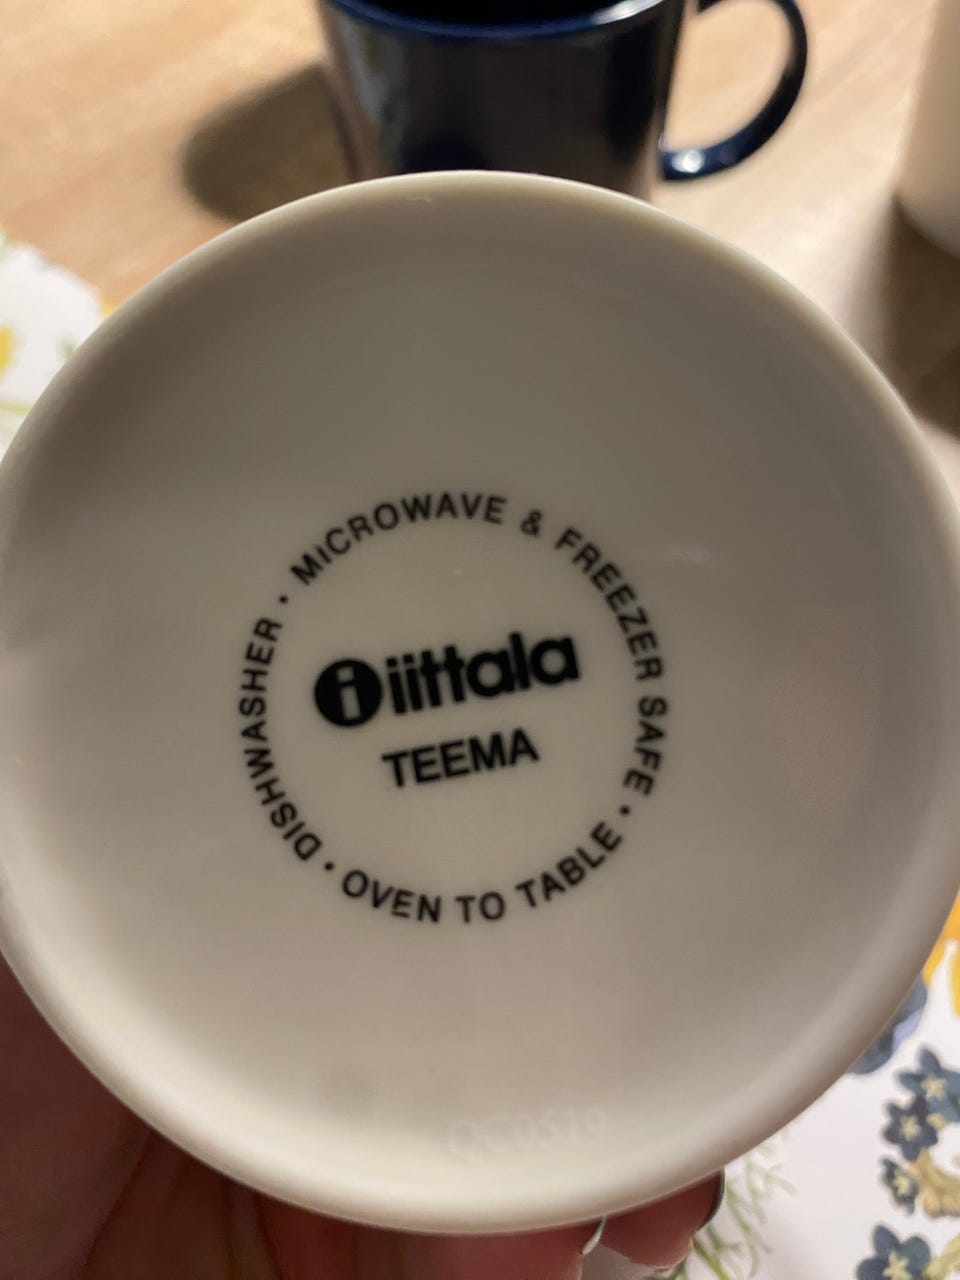 MICROWAVE & FREEZER SAFE •
OVEN TO TABLE •
DISHWASHER •
i iittala
TEEMA